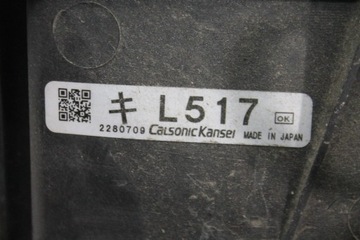 キ L517 OK
2280709 CalsonicKansei MADE IN JAPAN